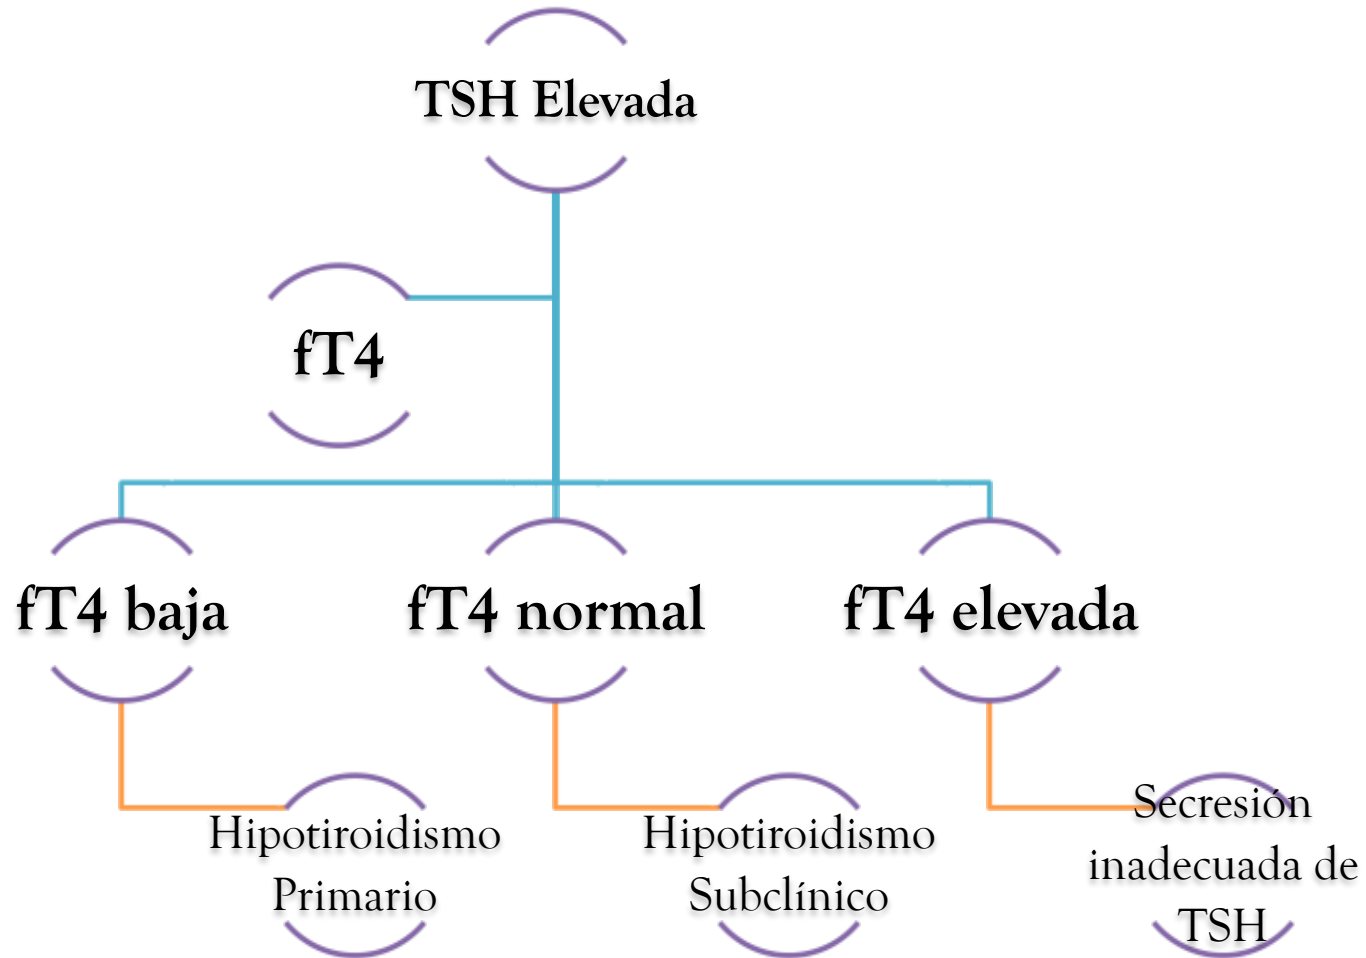 TSH Elevada
fT4
fT4 baja
fT4 normal
fT4 elevada
Hipotiroidismo
Primario
Hipotiroidismo
Subclínico
Secresión
inadecuada de
TSH